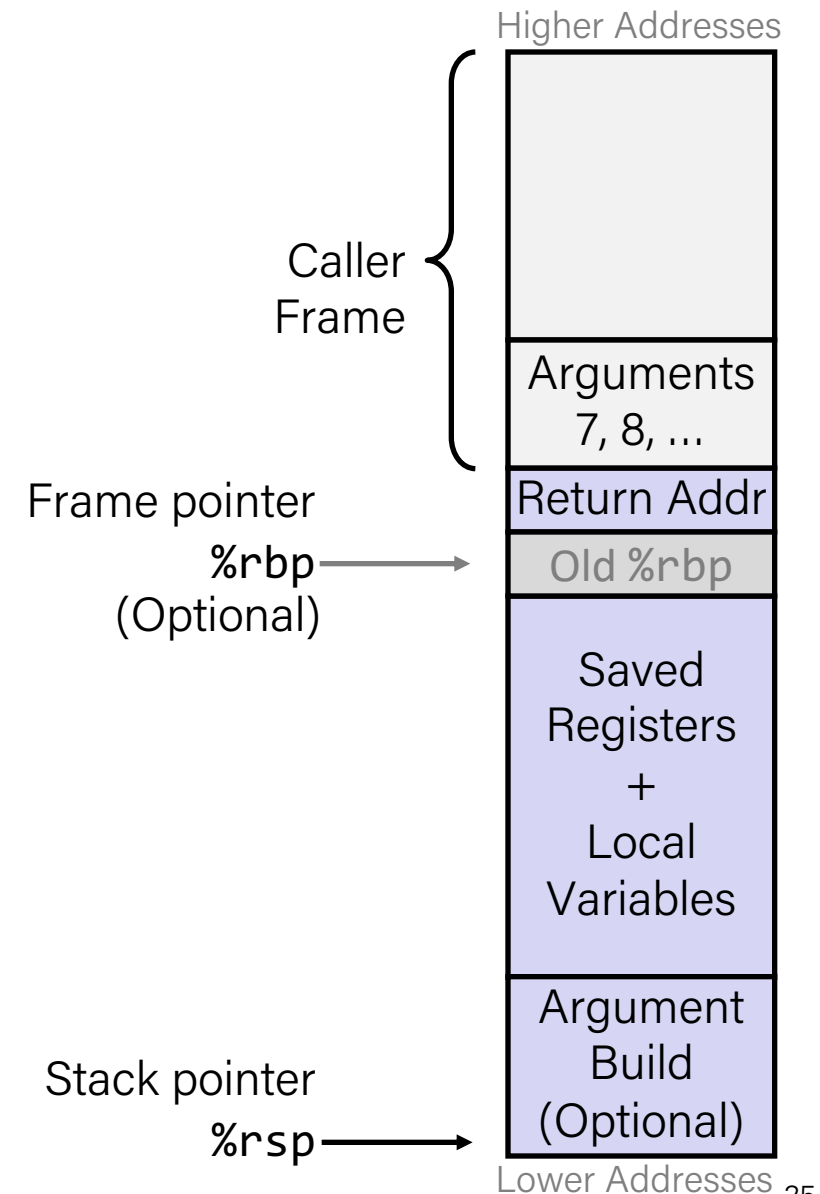 Higher Addresses
Caller
Frame
Arguments
7, 8, ...
Return Addr
Frame pointer
%rbp
(Optional)
Old %rbp
Saved
Registers
+
Local
Variables
Argument
Build
(Optional)
Stack pointer
%rsp
Lower Addresses